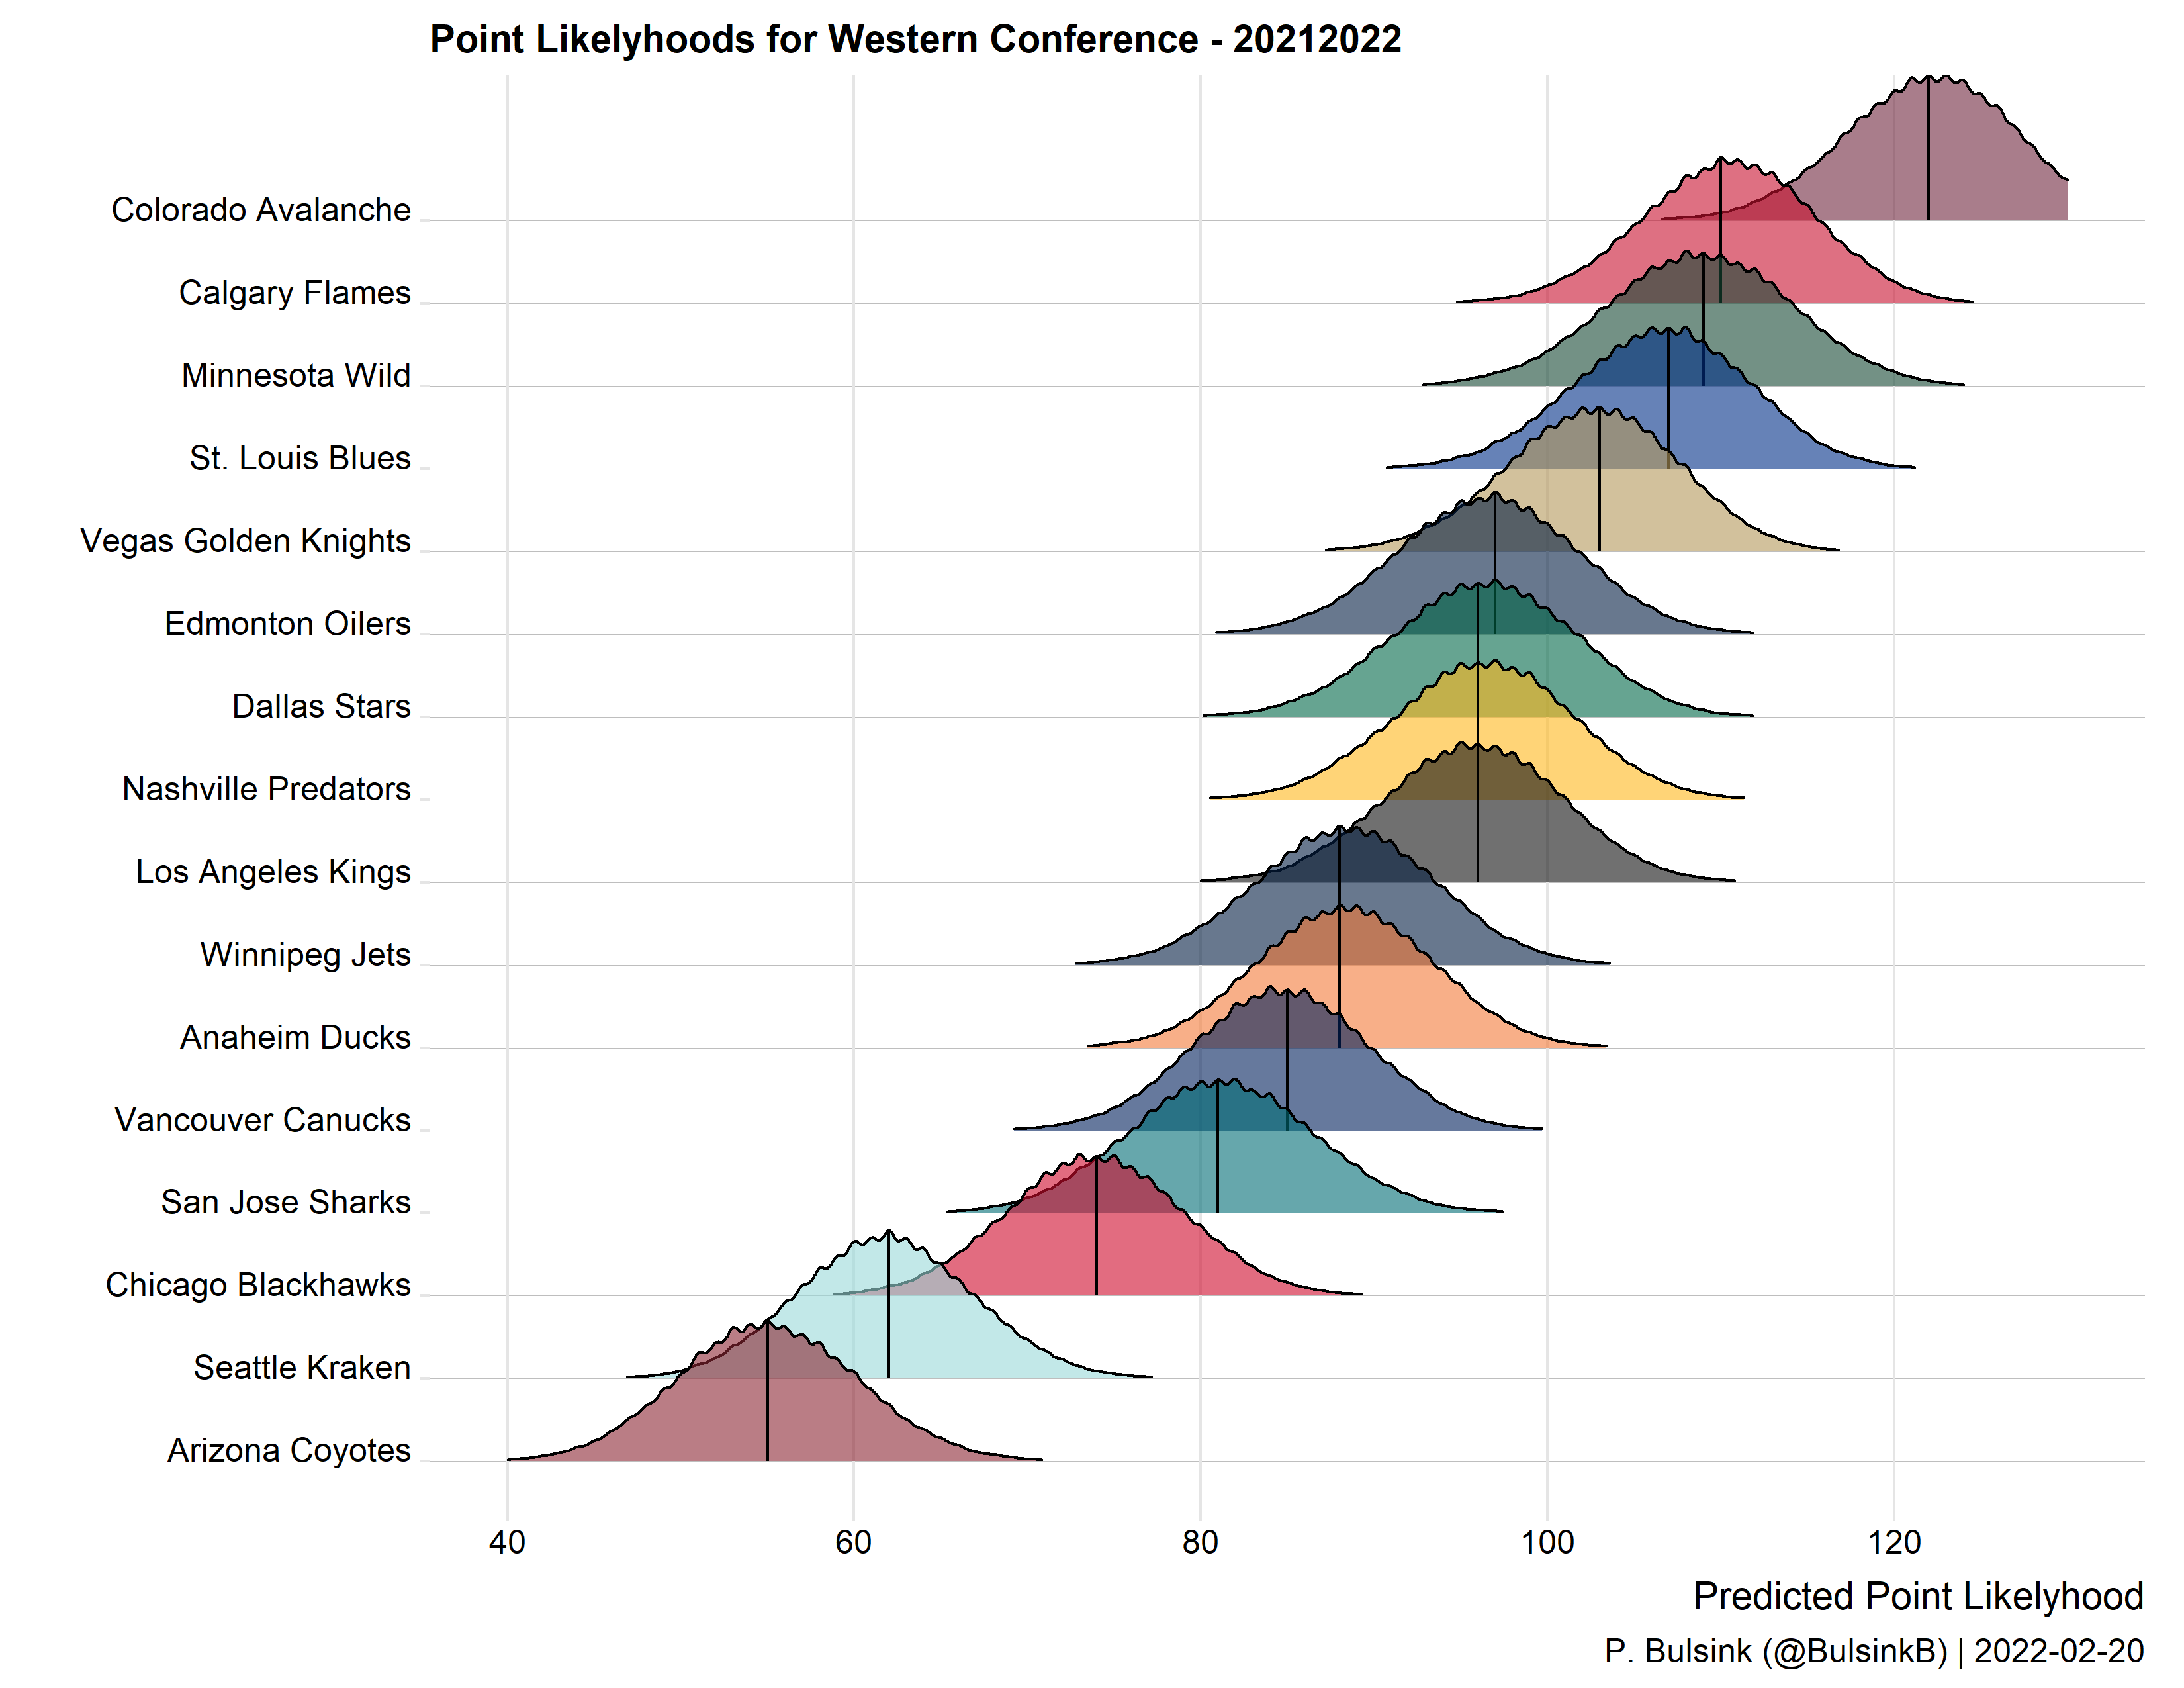 Point Likelyhoods for Western Conference - 20212022
Colorado Avalanche
Calgary Flames
Minnesota Wild
St. Louis Blues
Vegas Golden Knights
Edmonton Oilers
Dallas Stars
Nashville Predators
Los Angeles Kings
Winnipeg Jets
Anaheim Ducks
Vancouver Canucks
San Jose Sharks
Chicago Blackhawks
Seattle Kraken
Arizona Coyotes
40 60 80 100 120
Predicted Point Likelyhood
P. Bulsink (@BulsinkB) | 2022-02-20